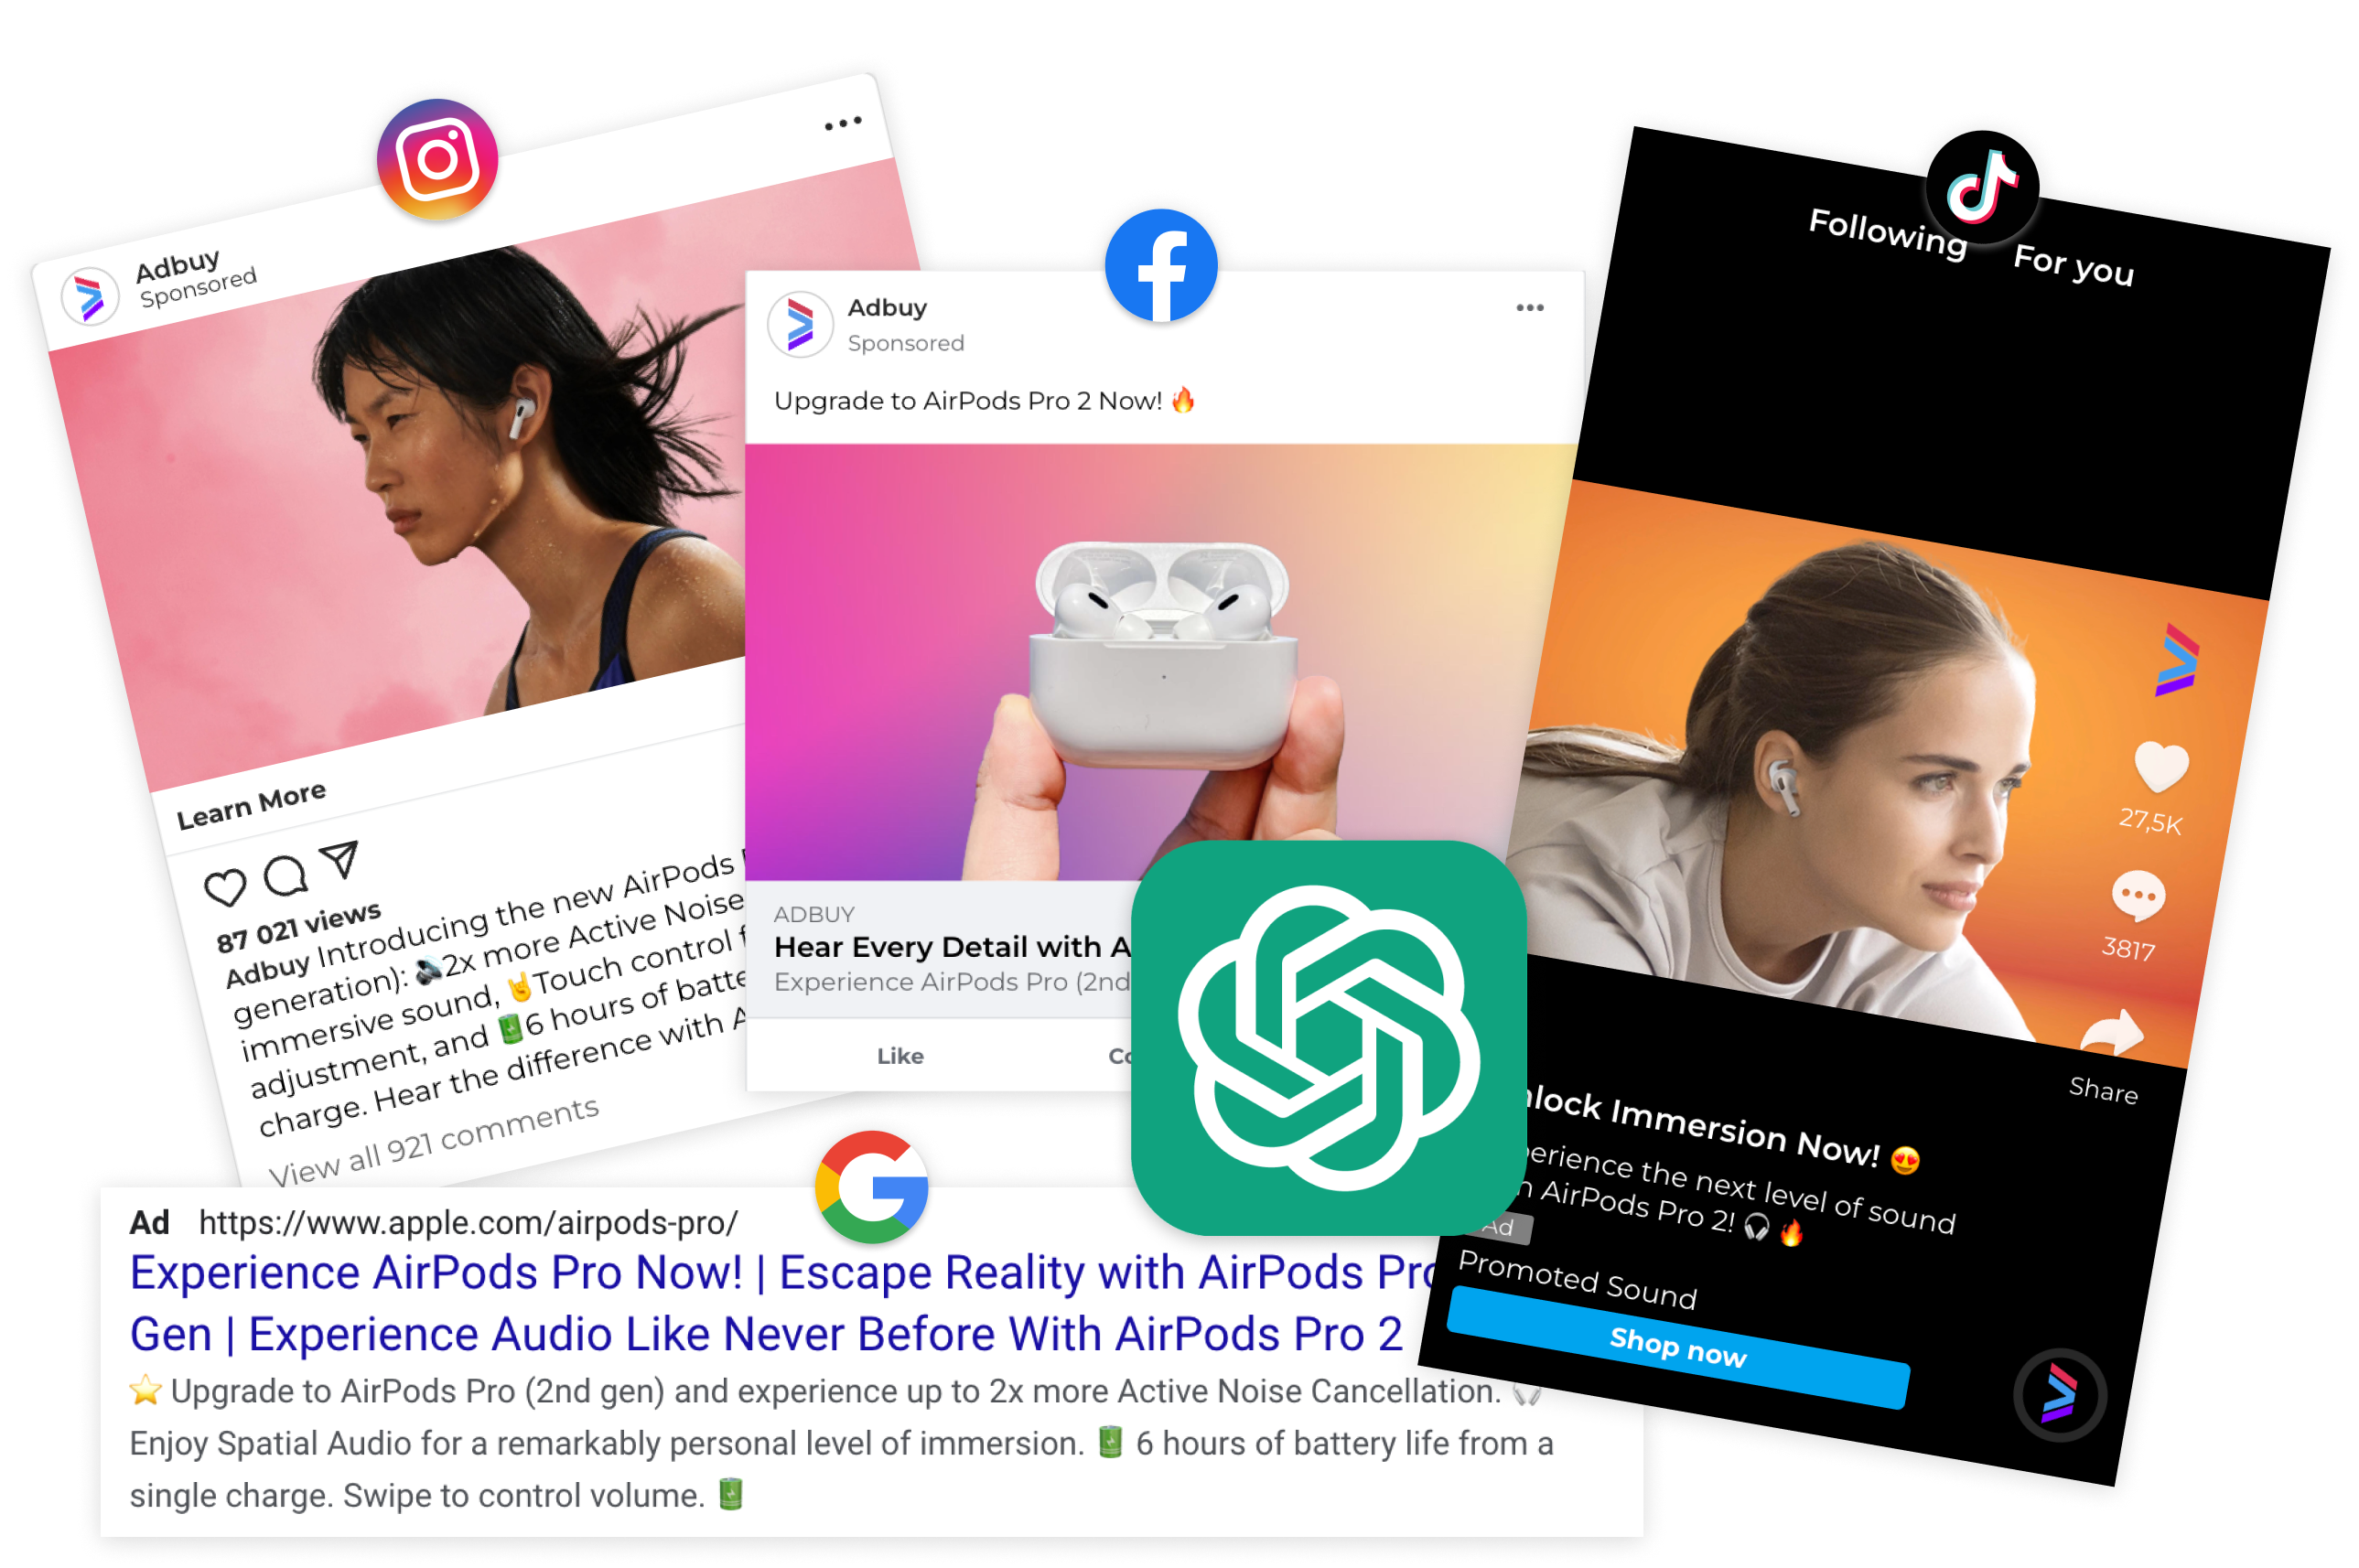 Adbuy
Sponsored
Learn More
87 021 views
Adbuy Introducing the new AirPods
generation): 🔊2x more Active Noise
immersive sound, 🤘Touch control
adjustment, and 🔋6 hours of
charge. Hear the difference with
View all 921 comments
Adbuy
Sponsored
Upgrade to AirPods Pro 2 Now! 🔥
ADBUY
Hear Every Detail with
Experience AirPods Pro (2nd
Like
Following For you
27,5K
3817
Share
Immersion Now! 😍
the next level of sound
AirPods Pro 2! 🎧 🔥
Ad
Promoted Sound
Shop now
Ad https://www.apple.com/airpods-pro/
Experience AirPods Pro Now! | Escape Reality with AirPods
Gen | Experience Audio Like Never Before With AirPods Pro 2
⭐ Upgrade to AirPods Pro (2nd gen) and experience up to 2x more Active Noise Cancellation. 🎧
Enjoy Spatial Audio for a remarkably personal level of immersion. 🔋 6 hours of battery life from a
single charge. Swipe to control volume. 🔋